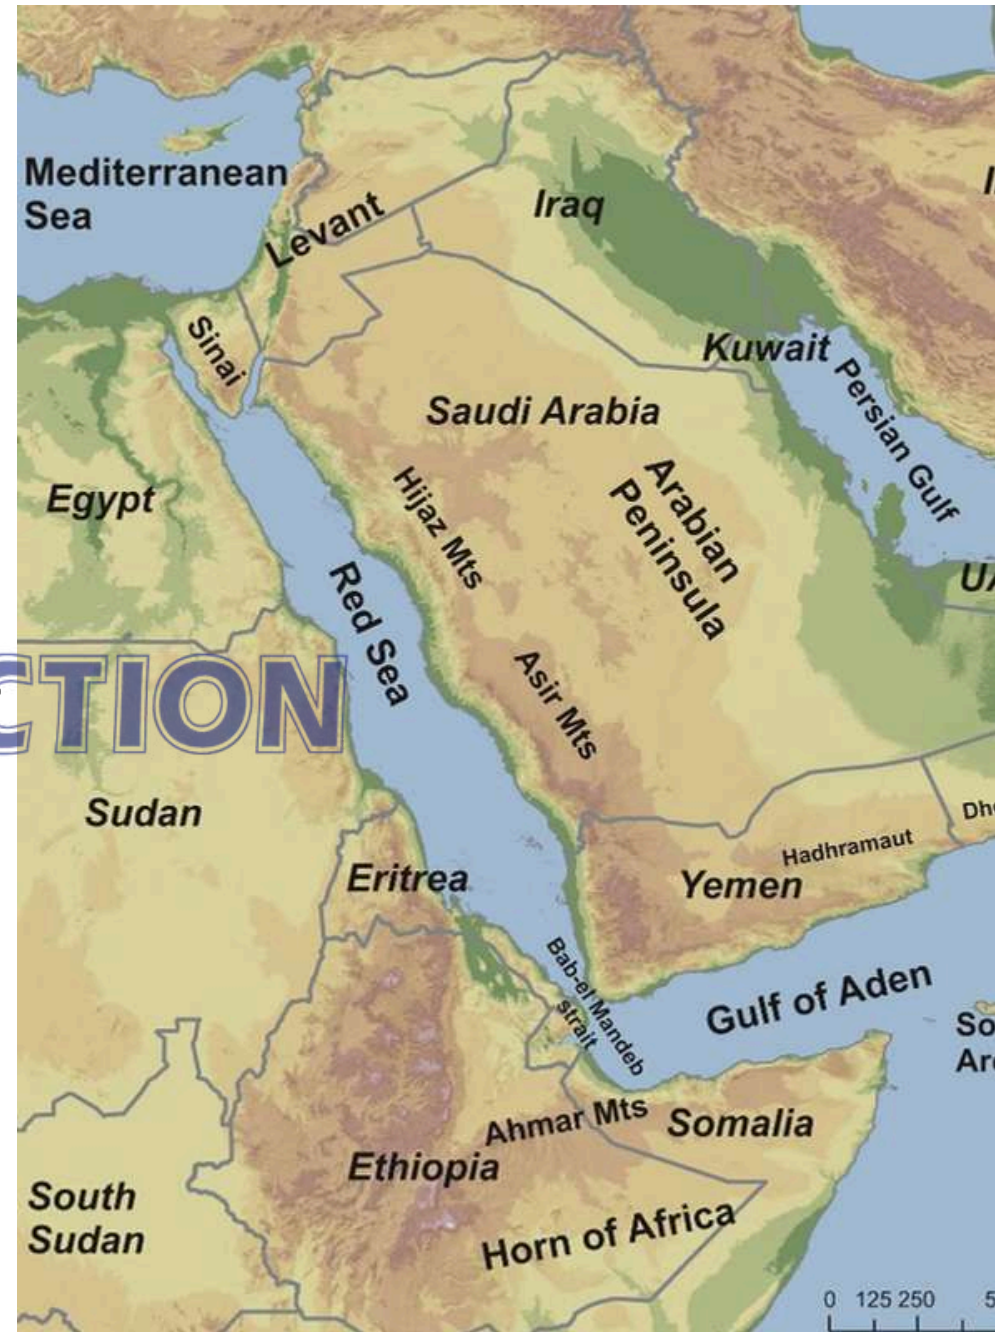 Mediterranean
Sea
Levant
Iraq
Sinai
Kuwait
Persian Gulf
Saudi Arabia
Egypt
Hijaz Mts
Arabian
Peninsula
Red Sea
Asir Mts
CTION
Sudan
Hadhramaut
Eritrea
Yemen
Bab-el Mandeb
strait
Gulf of Aden
Ahmar Mts
Somalia
Ethiopia
South
Sudan
Horn of Africa
0 125 250